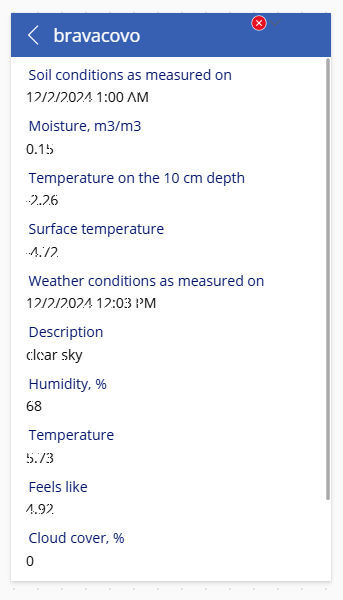 bravacovo
Soil conditions as measured on
12/2/2024 1:00 AM
Moisture, m3/m3
0.15
Temperature on the 10 cm depth
-2.26
Surface temperature
-4.72
Weather conditions as measured on
12/2/2024 12:03 PM
Description
clear sky
Humidity, %
68
Temperature
5.73
Feels like
4.92
Cloud cover, %
0